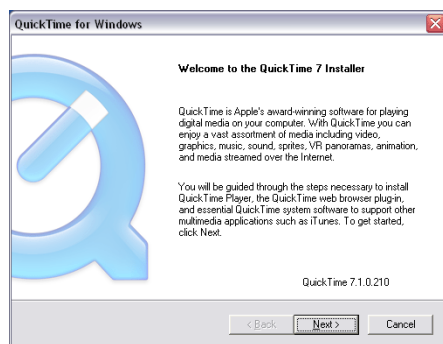 QuickTime for Windows
Welcome to the QuickTime 7 Installer
QuickTime is Apple's award-winning software for playing
digital media on your computer. With QuickTime you can
enjoy a vast assortment of media including video,
graphics, music, sound, sprites, VR panoramas, animation,
and media streamed over the Internet.
You will be guided through the steps necessary to install
QuickTime Player, the QuickTime web browser plug-in,
and essential QuickTime system software to support other
multimedia applications such as iTunes. To get started,
click Next.
QuickTime 7.1.0.210
< Back Next > Cancel